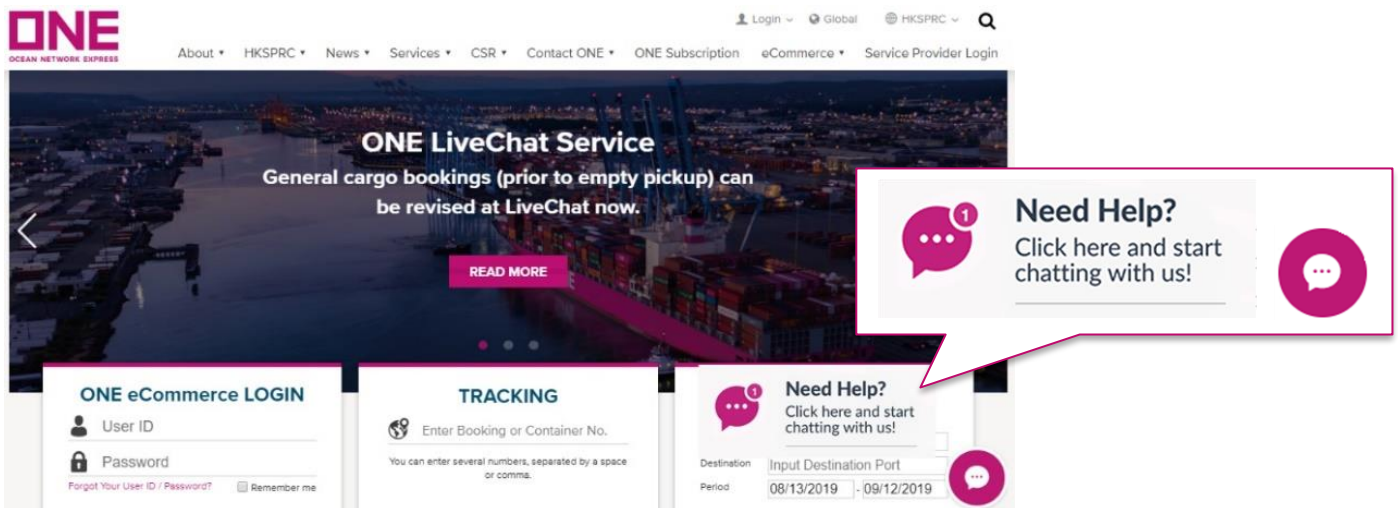 ONE
OCEAN NETWORK EXPRESS
Login Global HKSPRC
About HKSPRC News Services CSR Contact ONE ONE Subscription eCommerce Service Provider Login
ONE LiveChat Service
General cargo bookings (prior to empty pickup) can
be revised at LiveChat now.
READ MORE
1
Need Help?
Click here and start
chatting with us!
ONE eCommerce LOGIN
User ID
Password
Forgot Your User ID / Password? Remember me
TRACKING
Enter Booking or Container No.
You can enter several numbers, separated by a space
or comma.
1
Need Help?
Click here and start
chatting with us!
Destination Input Destination Port
Period 08/13/2019 - 09/12/2019